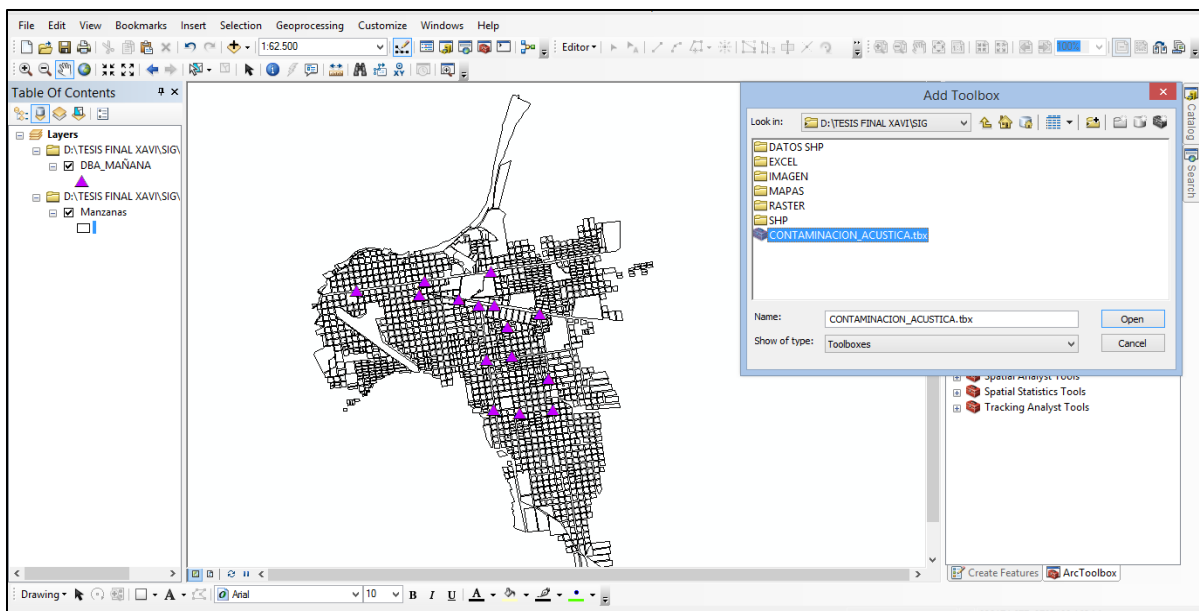 File Edit View Bookmarks Insert Selection Geoprocessing Customize Windows Help
1:62.500
Editor
100%
Table Of Contents
Layers
D:\TESIS FINAL XAVI\SIG\
DBA_MAÑANA
D:\TESIS FINAL XAVI\SIG\
Manzanas
Add Toolbox
Look in: D:\TESIS FINAL XAVI\SIG
DATOS SHP
EXCEL
IMAGEN
MAPAS
RASTER
SHP
CONTAMINACION_ACUSTICA.tbx
Name: CONTAMINACION_ACUSTICA.tbx Open
Show of type: Toolboxes Cancel
Catalog
Search
Spatial Analyst Tools
Spatial Statistics Tools
Tracking Analyst Tools
Create Features ArcToolbox
Drawing A Arial 10 B I U A